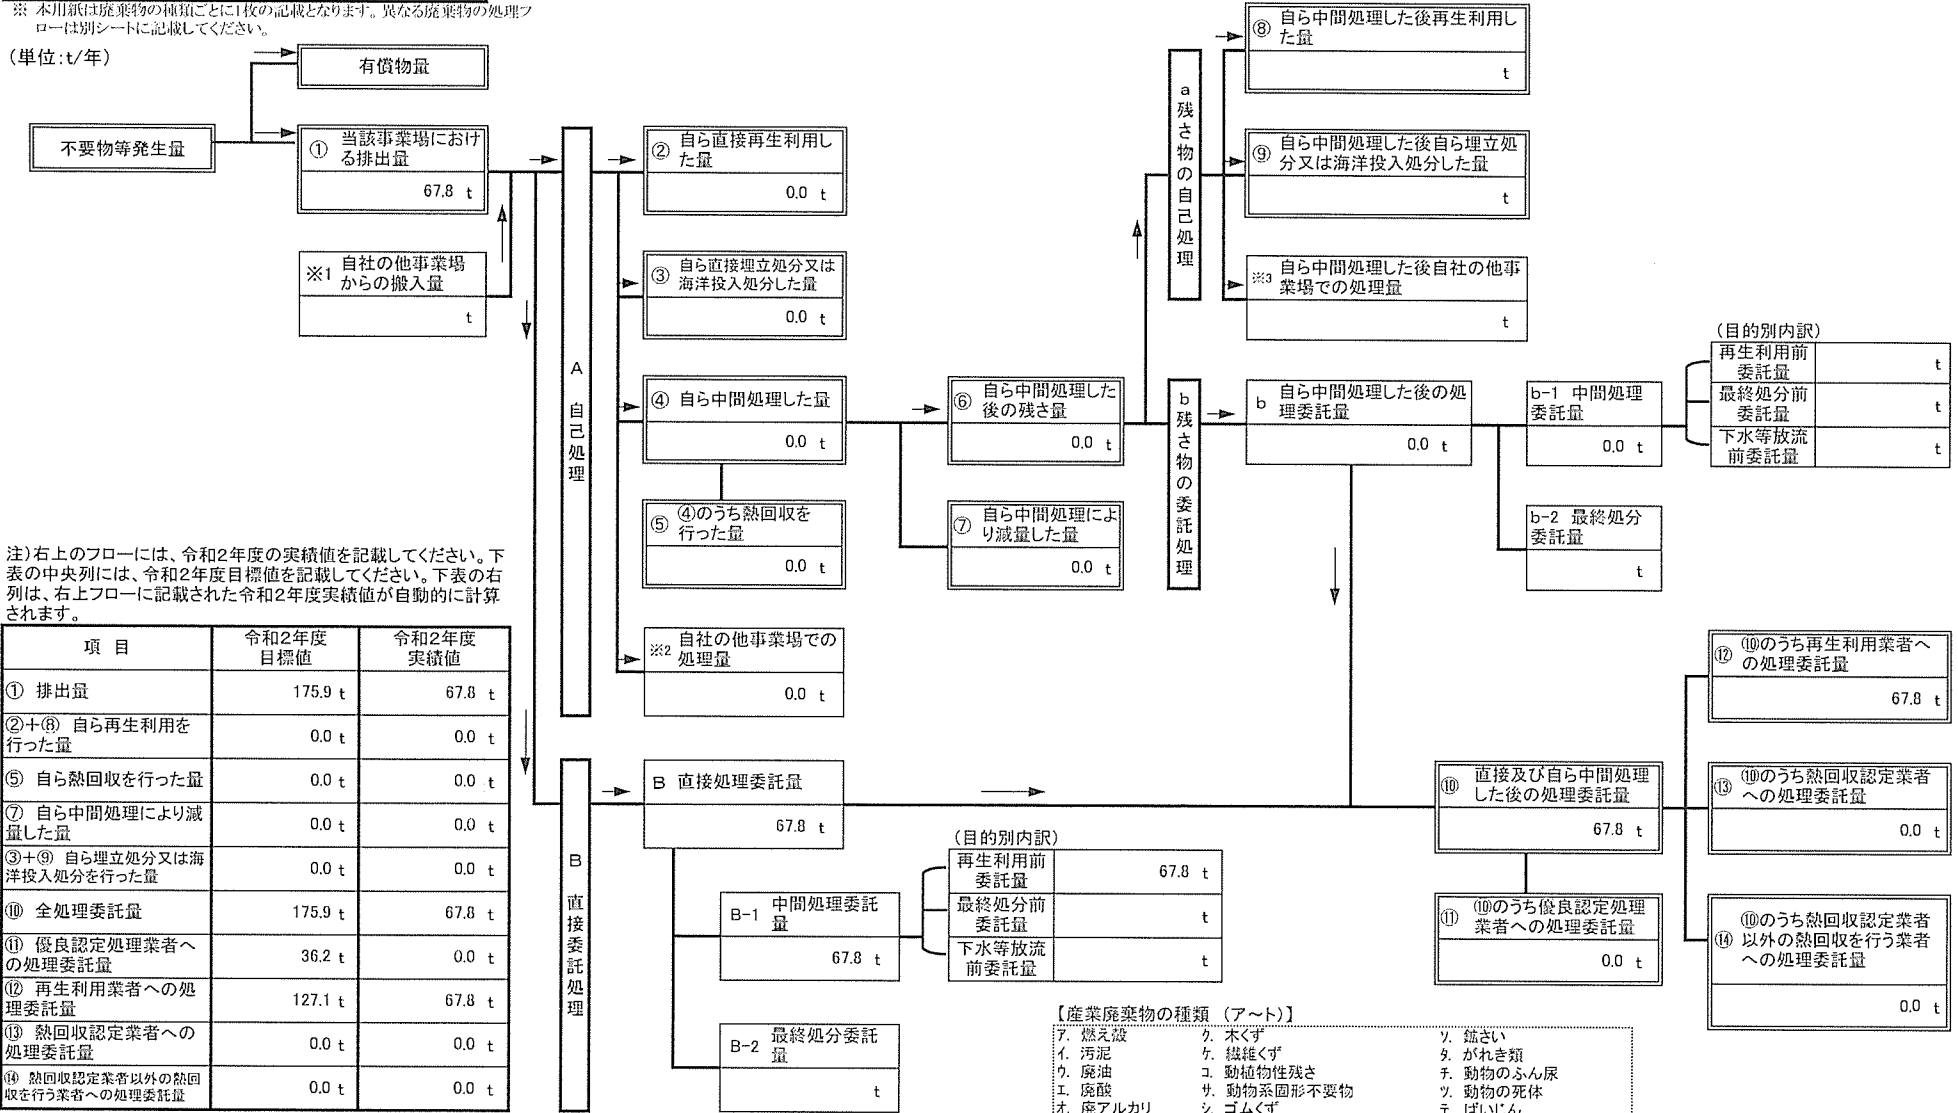 ※ 本用紙は廃棄物の種類ごとに1枚の記載となります。異なる廃棄物の処理フ
ローは別シートに記載してください。
(単位:t/年)
不要物等発生量
有償物量
① 当該事業場におけ
る排出量
67.8 t
※1 自社の他事業場
からの搬入量
t
A 自己処理
② 自ら直接再生利用し
た量
0.0 t
③ 自ら直接埋立処分又は
海洋投入処分した量
0.0 t
④ 自ら中間処理した量
0.0 t
⑤ ④のうち熱回収を
行った量
0.0 t
※2 自社の他事業場での
処理量
0.0 t
⑥ 自ら中間処理した
後の残さ量
0.0 t
⑦ 自ら中間処理によ
り減量した量
0.0 t
a 残さ物の自己処理
⑧ 自ら中間処理した後再生利用し
た量
t
⑨ 自ら中間処理した後自ら埋立処
分又は海洋投入処分した量
t
※3 自ら中間処理した後自社の他事
業場での処理量
t
b 残さ物の委託処理
b 自ら中間処理した後の処
理委託量
0.0 t
b-1 中間処理
委託量
0.0 t
b-2 最終処分
委託量
t
(目的別内訳)
再生利用前
委託量
t
最終処分前
委託量
t
下水等放流
前委託量
t
注)右上のフローには、令和2年度の実績値を記載してください。下
表の中央列には、令和2年度目標値を記載してください。下表の右
列は、右上フローに記載された令和2年度実績値が自動的に計算
されます。
項 目 令和2年度 令和2年度
目標値 実績値
① 排出量 175.9 t 67.8 t
②+⑧ 自ら再生利用を
行った量 0.0 t 0.0 t
⑤ 自ら熱回収を行った量 0.0 t 0.0 t
⑦ 自ら中間処理により減
量した量 0.0 t 0.0 t
③+⑨ 自ら埋立処分又は海
洋投入処分を行った量 0.0 t 0.0 t
⑩ 全処理委託量 175.9 t 67.8 t
⑪ 優良認定処理業者へ
の処理委託量 36.2 t 0.0 t
⑫ 再生利用業者への処
理委託量 127.1 t 67.8 t
⑬ 熱回収認定業者への
処理委託量 0.0 t 0.0 t
⑭ 熱回収認定業者以外の熱回
収を行う業者への処理委託量 0.0 t 0.0 t
B 直接委託処理
B 直接処理委託量
67.8 t
B-1 中間処理委託
量
67.8 t
B-2 最終処分委託
量
t
(目的別内訳)
再生利用前
委託量
67.8 t
最終処分前
委託量
t
下水等放流
前委託量
t
⑩ 直接及び自ら中間処理
した後の処理委託量
67.8 t
⑪ ⑩のうち優良認定処理
業者への処理委託量
0.0 t
⑫ ⑩のうち再生利用業者へ
の処理委託量
67.8 t
⑬ ⑩のうち熱回収認定業者
への処理委託量
0.0 t
⑭ ⑩のうち熱回収認定業者
以外の熱回収を行う業者
への処理委託量
0.0 t
【産業廃棄物の種類 (ア~ト)】
ア. 燃え殻 ク. 木くず ソ. 鉱さい
イ. 汚泥 ケ. 繊維くず タ. がれき類
ウ. 廃油 コ. 動植物性残さ チ. 動物のふん尿
エ. 廃酸 サ. 動物系固形不要物 ツ. 動物の死体
オ. 廃アルカリ シ. ゴムくず テ. ばいじん